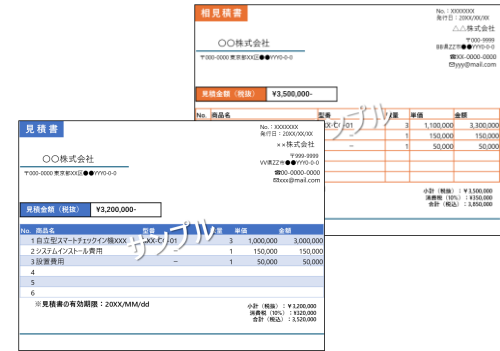 相見積書
No.：XXXXXXX
発行日：20XX/XX/XX
△△株式会社
〇〇株式会社
〒000-0000 東京都XX区●●YYY0-0-0
〒000-9999
BB県ZZ市●●YYY0-0-0
☎XX-0000-0000
✉yyy@mail.com
見積金額（税抜） ¥3,500,000-
No. 商品名 型番 数量 単価 金額
XX-C-01 3 1,100,000 3,300,000
1 150,000 150,000
– 1 50,000 50,000
小計（税抜）：￥3,500,000
消費税（10%）：¥350,000
合計（税込）：3,850,000
サンプル
見積書
No.：XXXXXXX
発行日：20XX/XX/XX
××株式会社
〇〇株式会社
〒000-0000 東京都XX区●●YYY0-0-0
〒999-9999
VV県ZZ市●●YYY0-0-0
☎00-0000-0000
✉xxx@mail.com
見積金額（税抜） ¥3,200,000-
No. 商品名 型番 数量 単価 金額
1 自立型スマートチェックイン機XXX XX-C-01 3 1,000,000 3,000,000
2 システムインストール費用 1 150,000 150,000
3 設置費用 – 1 50,000 50,000
4
5
6
※見積書の有効期限：20XX/MM/dd
小計（税抜）：￥3,200,000
消費税（10%）：¥320,000
合計（税込）：3,520,000
サンプル